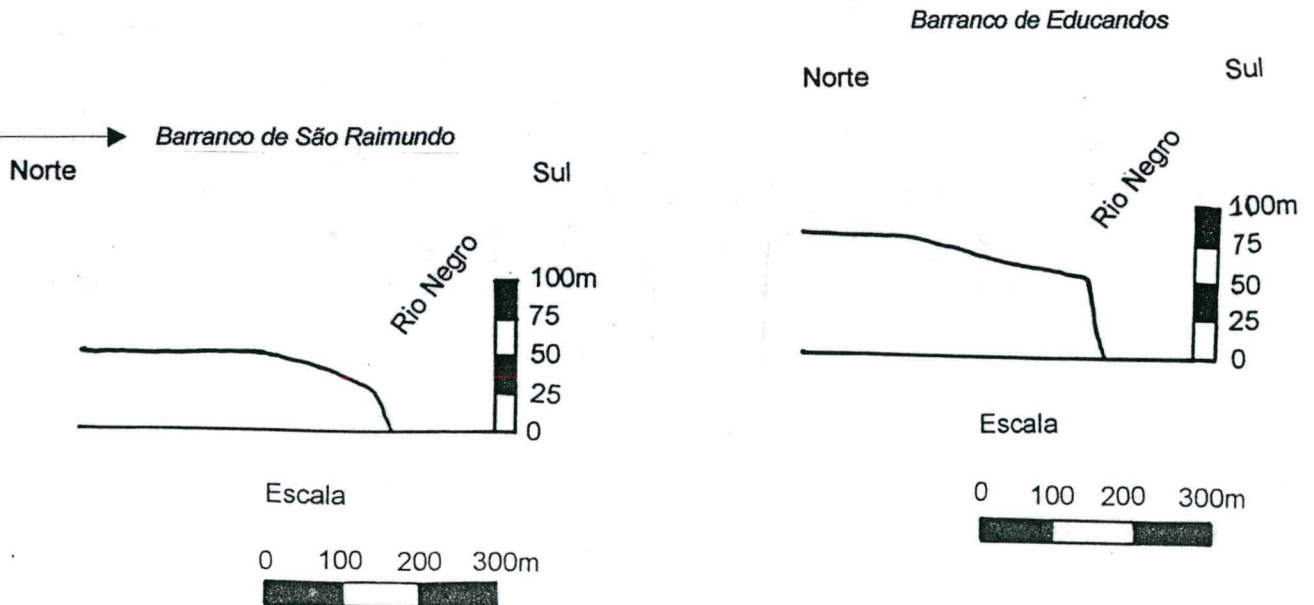 Barranco de São Raimundo
Norte
Sul
Rio Negro
100m
75
50
25
0
Escala
0 100 200 300m
Barranco de Educandos
Norte
Sul
Rio Negro
100m
75
50
25
0
Escala
0 100 200 300m